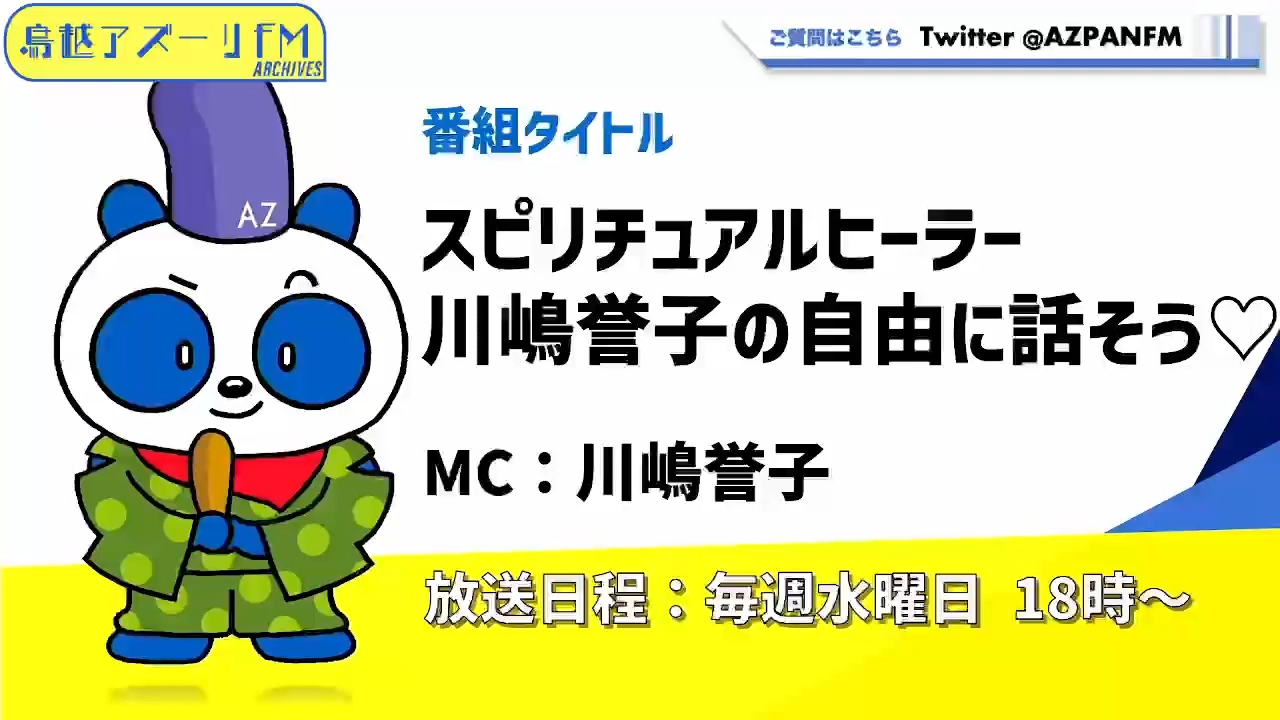 鳥越アズーリFM
ARCHIVES
ご質問はこちら Twitter @AZPANFM
AZ
番組タイトル
スピリチュアルヒーラー
川嶋誉子の自由に話そう♡
MC：川嶋誉子
放送日程：毎週水曜日 18時～